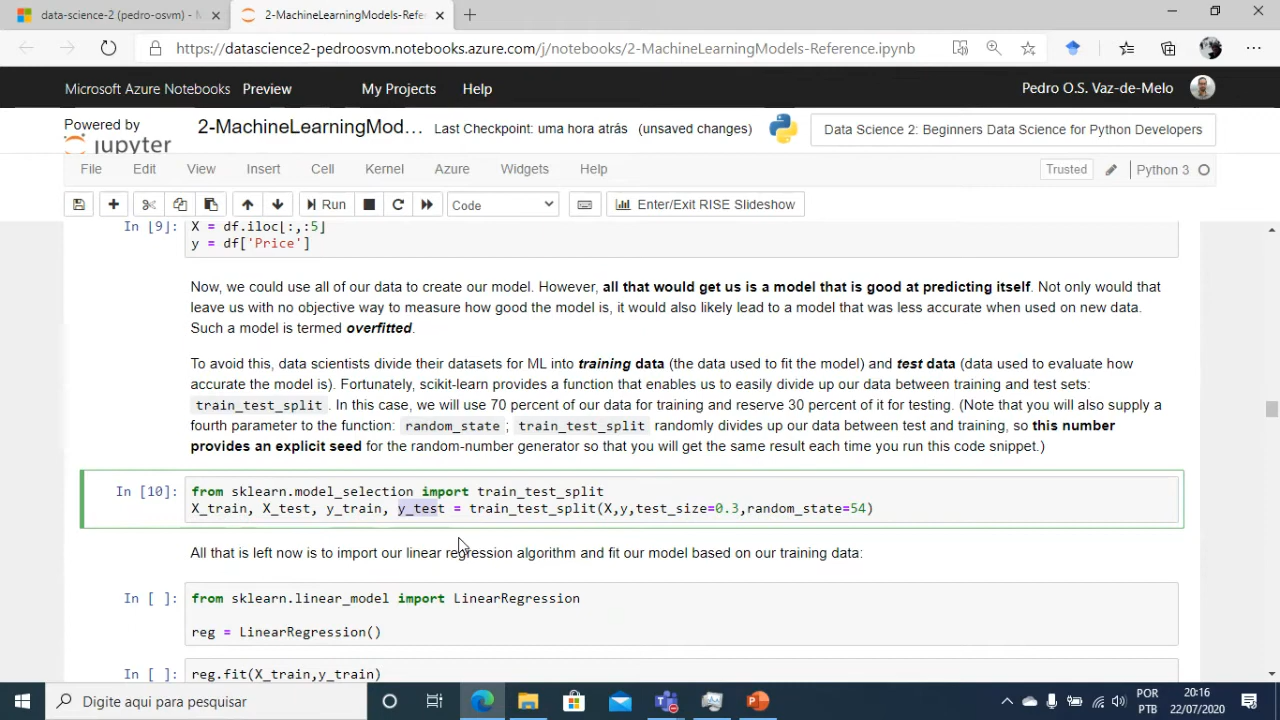 data-science-2 (pedro-osvm) - M
2-MachineLearningModels-Refe
https://datascience2-pedroosvm.notebooks.azure.com/j/notebooks/2-MachineLearningModels-Reference.ipynb
Microsoft Azure Notebooks Preview My Projects Help Pedro O.S. Vaz-de-Melo
Powered by
jupyter
2-MachineLearningMod... Last Checkpoint: uma hora atrás (unsaved changes) Data Science 2: Beginners Data Science for Python Developers
File Edit View Insert Cell Kernel Azure Widgets Help Trusted Python 3
Run Code Enter/Exit RISE Slideshow
In [9]: X = df.iloc[:,:5]
y = df['Price']
Now, we could use all of our data to create our model. However, all that would get us is a model that is good at predicting itself. Not only would that
leave us with no objective way to measure how good the model is, it would also likely lead to a model that was less accurate when used on new data.
Such a model is termed overfitted.
To avoid this, data scientists divide their datasets for ML into training data (the data used to fit the model) and test data (data used to evaluate how
accurate the model is). Fortunately, scikit-learn provides a function that enables us to easily divide up our data between training and test sets:
train_test_split. In this case, we will use 70 percent of our data for training and reserve 30 percent of it for testing. (Note that you will also supply a
fourth parameter to the function: random_state; train_test_split randomly divides up our data between test and training, so this number
provides an explicit seed for the random-number generator so that you will get the same result each time you run this code snippet.)
In [10]: from sklearn.model_selection import train_test_split
X_train, X_test, y_train, y_test = train_test_split(X,y,test_size=0.3,random_state=54)
All that is left now is to import our linear regression algorithm and fit our model based on our training data:
In [ ]: from sklearn.linear_model import LinearRegression
reg = LinearRegression()
In [ ]: reg.fit(X_train,y_train)
Digite aqui para pesquisar
POR
PTB
20:16
22/07/2020